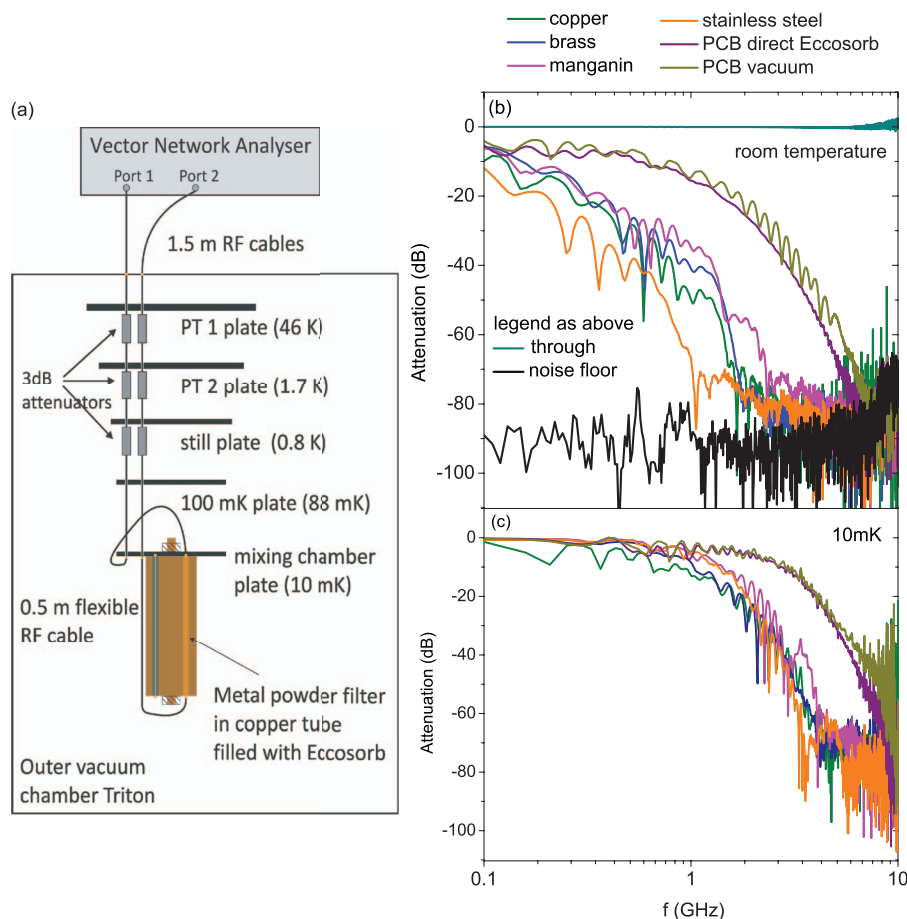 copper
brass
manganin
stainless steel
PCB direct Eccosorb
PCB vacuum
(a)
Vector Network Analyser
Port 1
Port 2
1.5 m RF cables
PT 1 plate (46 K)
3dB
attenuators
PT 2 plate (1.7 K)
still plate (0.8 K)
100 mK plate (88 mK)
mixing chamber
plate (10 mK)
0.5 m flexible
RF cable
Metal powder filter
in copper tube
filled with Eccosorb
Outer vacuum
chamber Triton
(b)
room temperature
legend as above
through
noise floor
Attenuation (dB)
0
-20
-40
-60
-80
-100
(c)
10mK
Attenuation (dB)
0
-20
-40
-60
-80
-100
0.1
1
10
f (GHz)